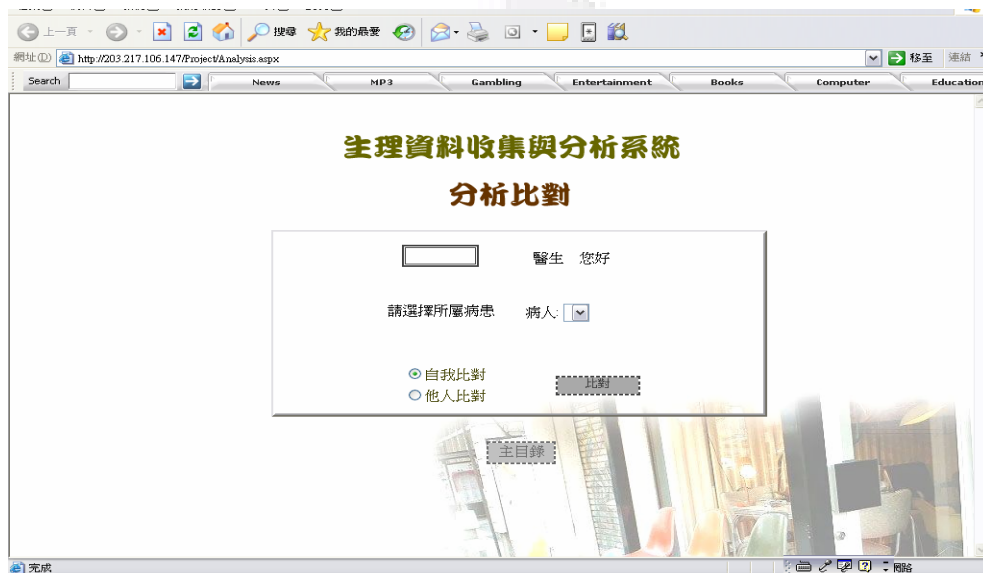 上一頁 搜尋 我的最愛
網址(D) http://203.217.106.147/Project/Analysis.aspx 移至 連結 »
Search News MP3 Gambling Entertainment Books Computer Education
生理資料收集與分析系統
分析比對
醫生 您好
請選擇所屬病患 病人:
自我比對
他人比對
比對
主目錄
完成 網路